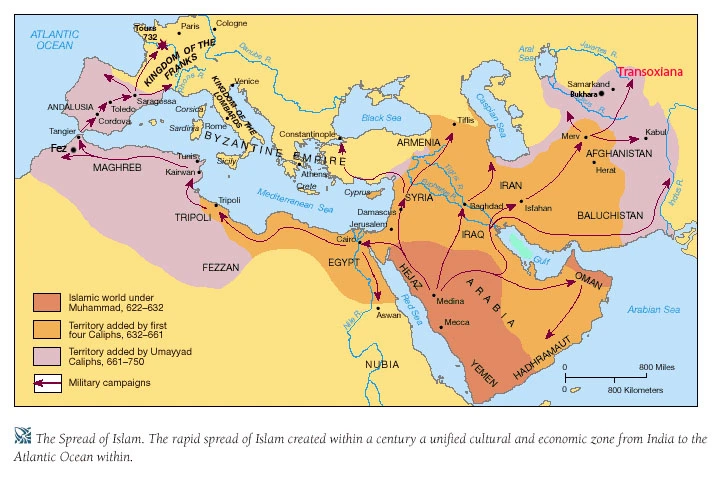 ATLANTIC
OCEAN
Tours
732
Paris
Cologne
KINGDOM OF THE
FRANKS
Rhone R.
Danube R.
Venice
KINGDOM OF THE
LOMBARDS
Corsica
Rome
Sardinia
Sicily
ANDALUSIA
Saragossa
Toledo
Cordova
Tangier
Fez
MAGHREB
Tunis
Kairwan
Tripoli
TRIPOLI
FEZZAN
Constantinople
BYZANTINE EMPIRE
Athens
Crete
Cyprus
Mediterranean Sea
Black Sea
Caspian Sea
Aral
Sea
Jaxartes R.
Transoxiana
Samarkand
Bukhara
Tiflis
ARMENIA
Tigris R.
Euphrates R.
SYRIA
Damascus
Jerusalem
Baghdad
IRAQ
IRAN
Isfahan
Merv
Herat
AFGHANISTAN
Kabul
BALUCHISTAN
Indus R.
Gulf
Cairo
EGYPT
Aswan
Nile R.
NUBIA
Red Sea
HEJAZ
Medina
Mecca
ARABIA
YEMEN
HADHRAMAUT
OMAN
Arabian Sea
Islamic world under
Muhammad, 622–632
Territory added by first
four Caliphs, 632–661
Territory added by Umayyad
Caliphs, 661–750
Military campaigns
0 800 Miles
0 800 Kilometers
The Spread of Islam. The rapid spread of Islam created within a century a unified cultural and economic zone from India to the
Atlantic Ocean within.